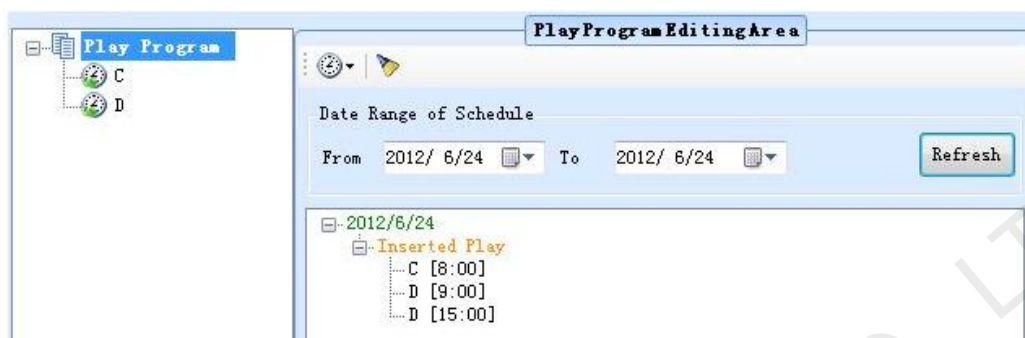 Play Program
C
D
PlayProgramEditingArea
Date Range of Schedule
From 2012/ 6/24 To 2012/ 6/24 Refresh
2012/6/24
Inserted Play
C [8:00]
D [9:00]
D [15:00]